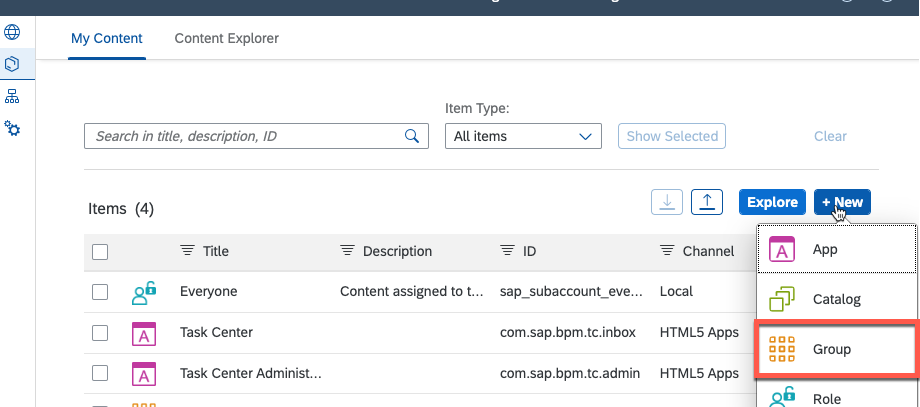 My Content Content Explorer
Item Type:
Search in title, description, ID All items Show Selected Clear
Items (4) Explore + New
Title Description ID Channel
App
Everyone Content assigned to t... sap_subaccount_eve... Local
Catalog
Task Center com.sap.bpm.tc.inbox HTML5 Apps
Group
Task Center Administ... com.sap.bpm.tc.admin HTML5 Apps
Role